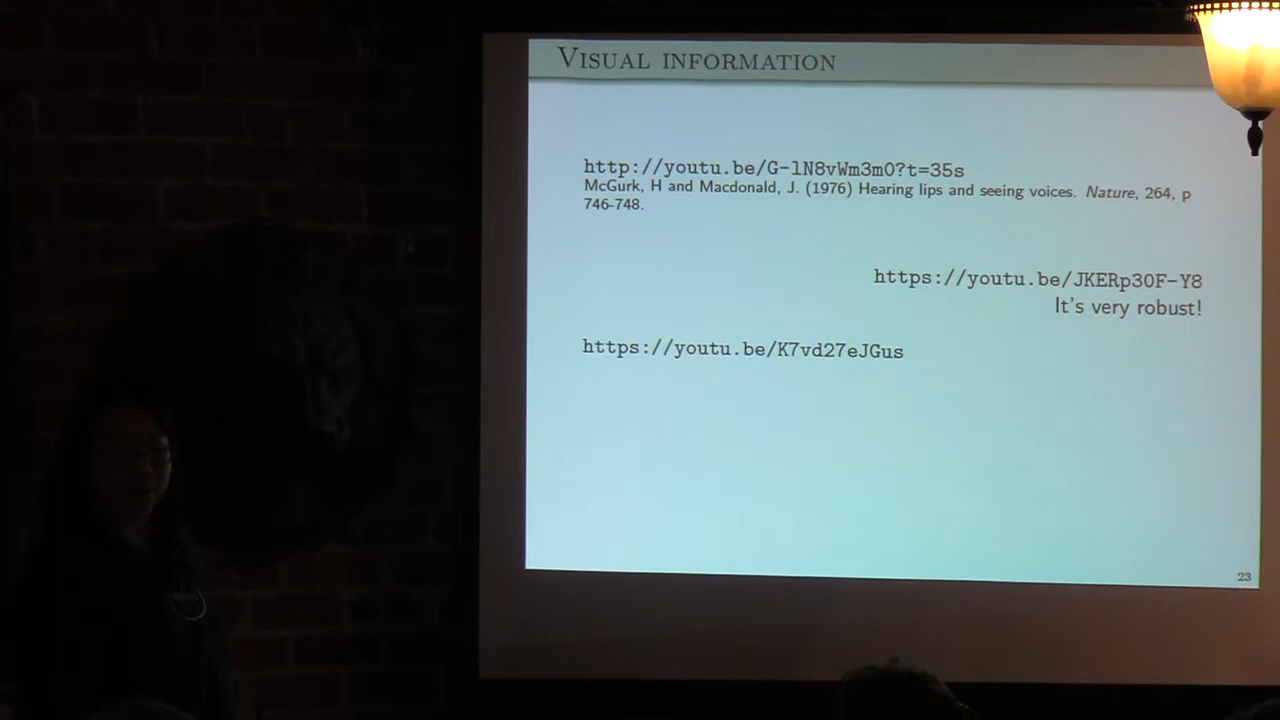 VISUAL INFORMATION
http://youtu.be/G-lN8vWm3m0?t=35s
McGurk, H and Macdonald, J. (1976) Hearing lips and seeing voices. Nature, 264, p
746-748.
https://youtu.be/JKERp30F-Y8
It's very robust!
https://youtu.be/K7vd27eJGus
23